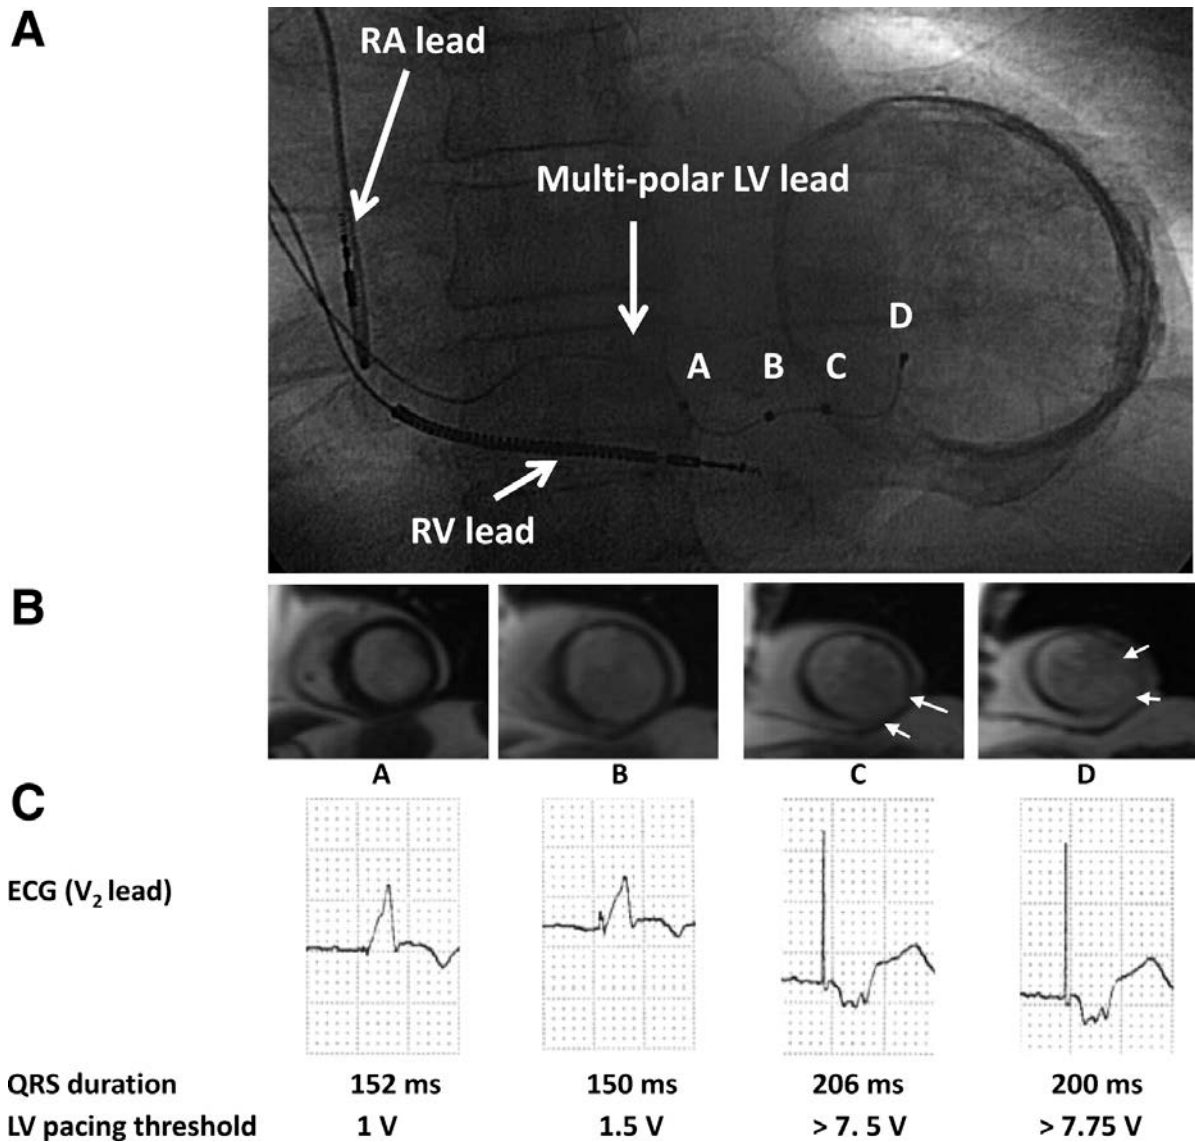 A
RA lead
Multi-polar LV lead
D
A B C
RV lead
B
A B C D
C
ECG (V2 lead)
QRS duration 152 ms 150 ms 206 ms 200 ms
LV pacing threshold 1 V 1.5 V > 7. 5 V > 7.75 V